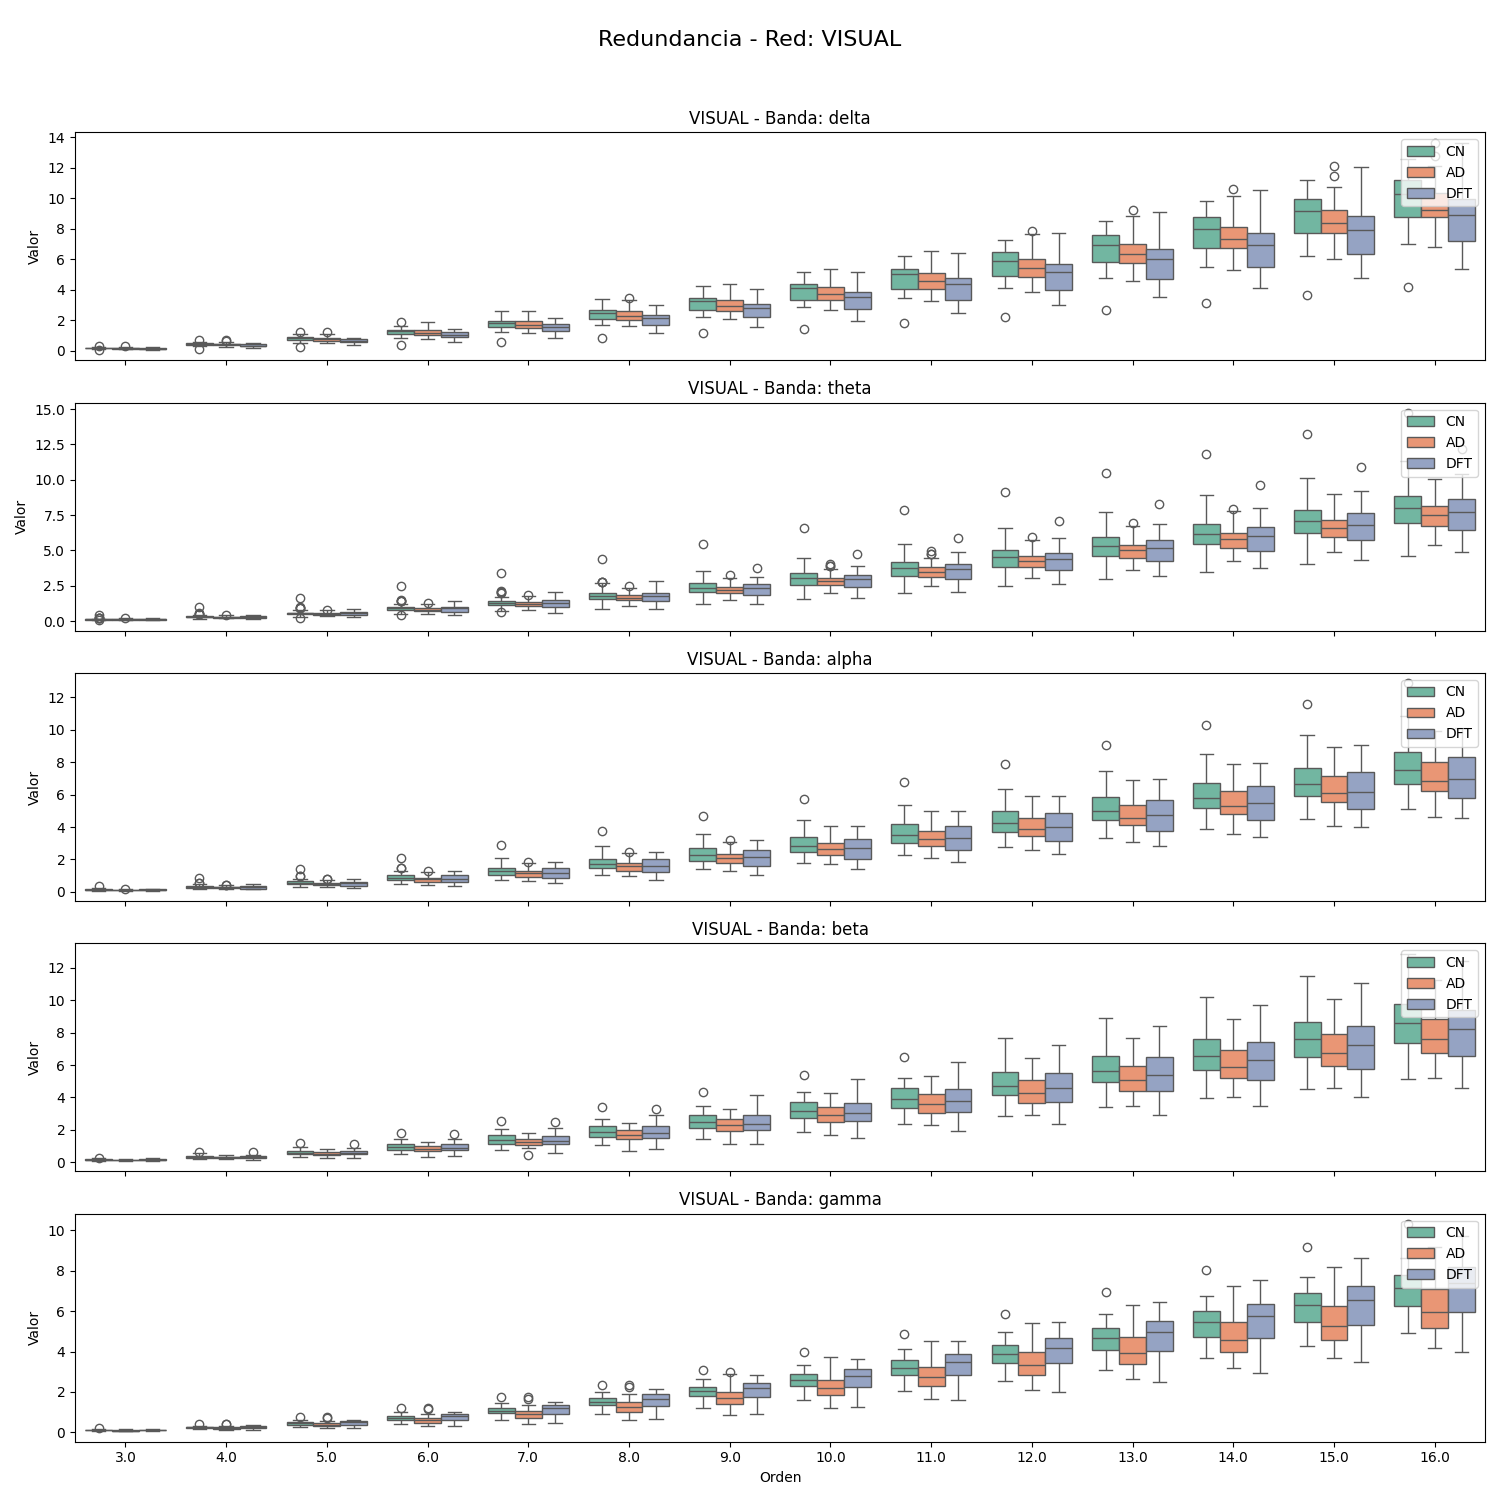 Redundancia - Red: VISUAL
VISUAL - Banda: delta
14
12
10
8
6
4
2
0
Valor
CN
AD
DFT
VISUAL - Banda: theta
15.0
12.5
10.0
7.5
5.0
2.5
0.0
Valor
CN
AD
DFT
VISUAL - Banda: alpha
12
10
8
6
4
2
0
Valor
CN
AD
DFT
VISUAL - Banda: beta
12
10
8
6
4
2
0
Valor
CN
AD
DFT
VISUAL - Banda: gamma
10
8
6
4
2
0
Valor
CN
AD
DFT
3.0 4.0 5.0 6.0 7.0 8.0 9.0 10.0 11.0 12.0 13.0 14.0 15.0 16.0
Orden